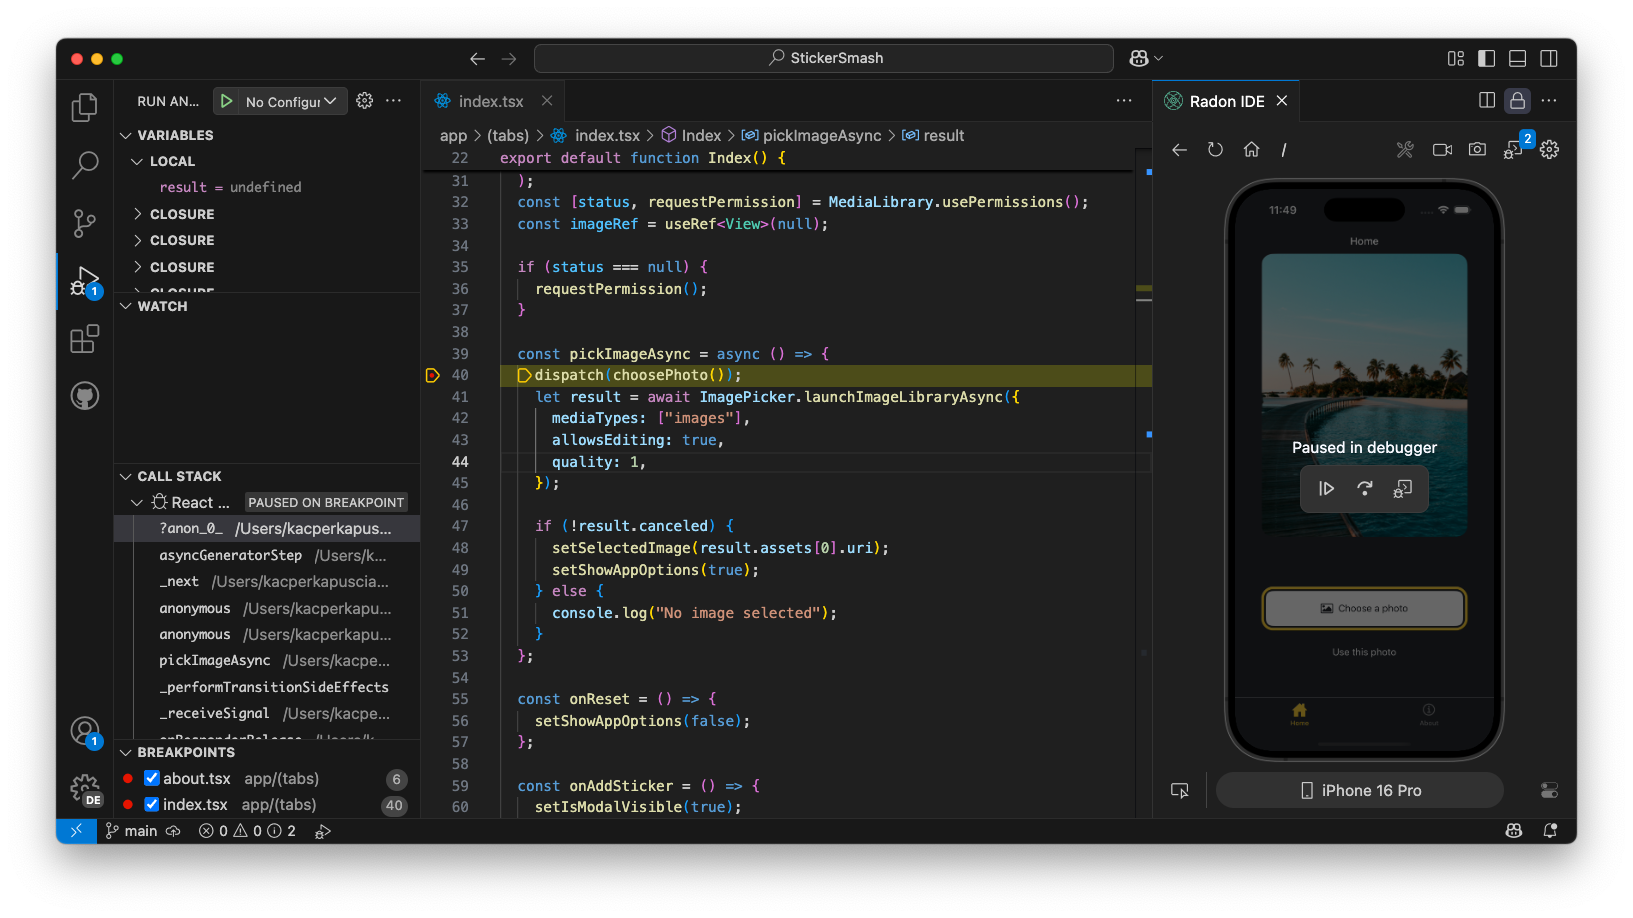 StickerSmash
RUN AN...
No Configur
VARIABLES
LOCAL
result = undefined
CLOSURE
CLOSURE
CLOSURE
CLOSURE
WATCH
CALL STACK
React ... PAUSED ON BREAKPOINT
?anon_0_ /Users/kacperkapus...
asyncGeneratorStep /Users/k...
_next /Users/kacperkapuscia...
anonymous /Users/kacperkapu...
anonymous /Users/kacperkapu...
pickImageAsync /Users/kacpe...
_performTransitionSideEffects
_receiveSignal /Users/kacpe...
BREAKPOINTS
about.tsx app/(tabs) 6
index.tsx app/(tabs) 40
1
1
DE
index.tsx
app > (tabs) > index.tsx > Index > pickImageAsync > result
22 export default function Index() {
31 );
32 const [status, requestPermission] = MediaLibrary.usePermissions();
33 const imageRef = useRef<View>(null);
34
35 if (status === null) {
36 requestPermission();
37 }
38
39 const pickImageAsync = async () => {
40 dispatch(choosePhoto());
41 let result = await ImagePicker.launchImageLibraryAsync({
42 mediaTypes: ["images"],
43 allowsEditing: true,
44 quality: 1,
45 });
46
47 if (!result.canceled) {
48 setSelectedImage(result.assets[0].uri);
49 setShowAppOptions(true);
50 } else {
51 console.log("No image selected");
52 }
53 };
54
55 const onReset = () => {
56 setShowAppOptions(false);
57 };
58
59 const onAddSticker = () => {
60 setIsModalVisible(true);
Radon IDE
/
2
11:49
Home
Paused in debugger
Choose a photo
Use this photo
Home
About
iPhone 16 Pro
main 0 0 2